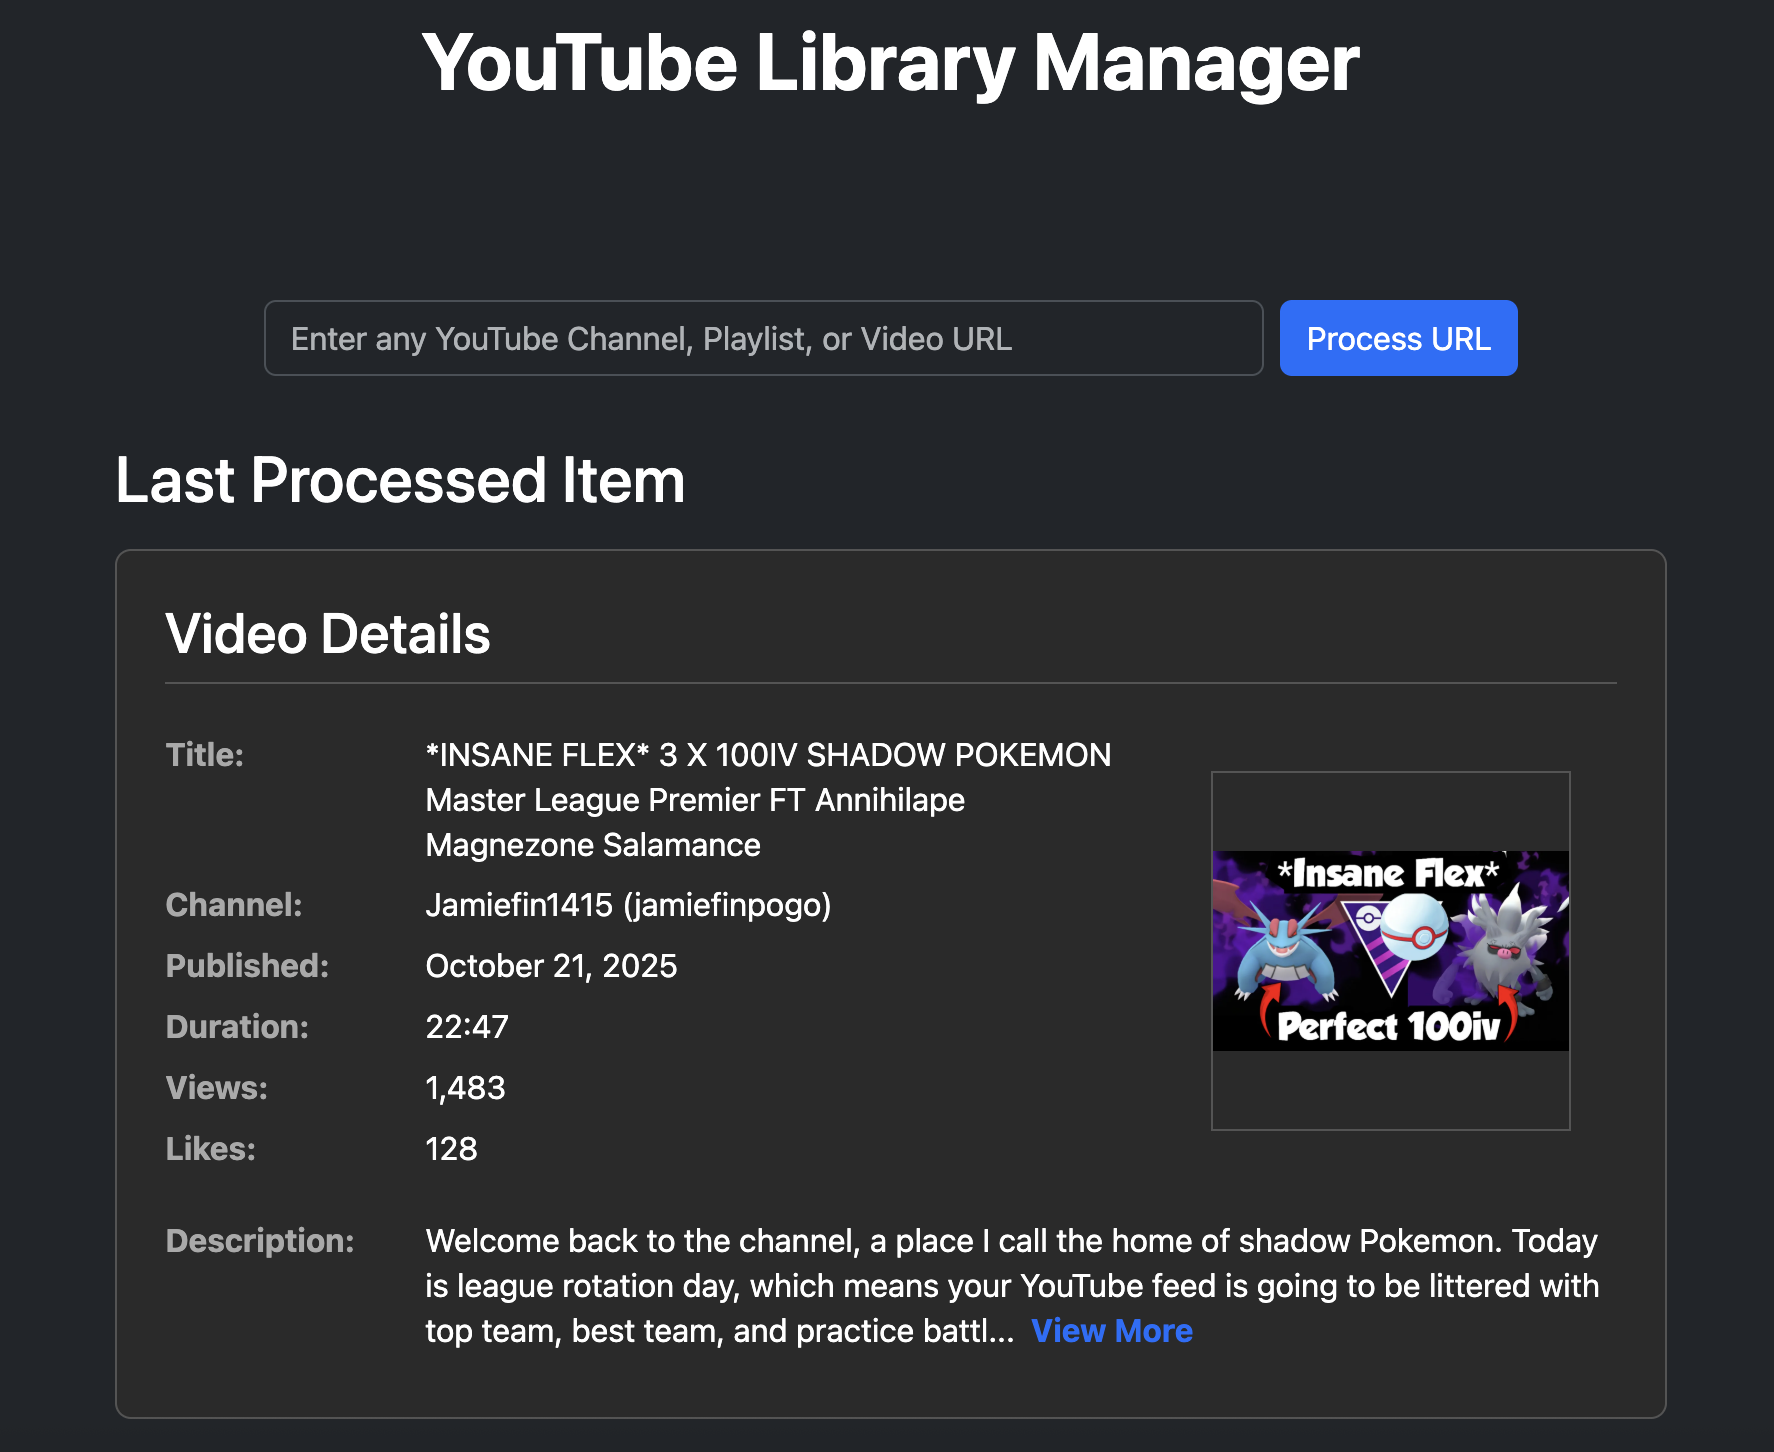 YouTube Library Manager
Enter any YouTube Channel, Playlist, or Video URL
Process URL
Last Processed Item
Video Details
Title:
*INSANE FLEX* 3 X 100IV SHADOW POKEMON
Master League Premier FT Annihilape
Magnezone Salamance
*Insane Flex*
Perfect 100iv
Channel:
Jamiefin1415 (jamiefinpogo)
Published:
October 21, 2025
Duration:
22:47
Views:
1,483
Likes:
128
Description:
Welcome back to the channel, a place I call the home of shadow Pokemon. Today
is league rotation day, which means your YouTube feed is going to be littered with
top team, best team, and practice battl... View More